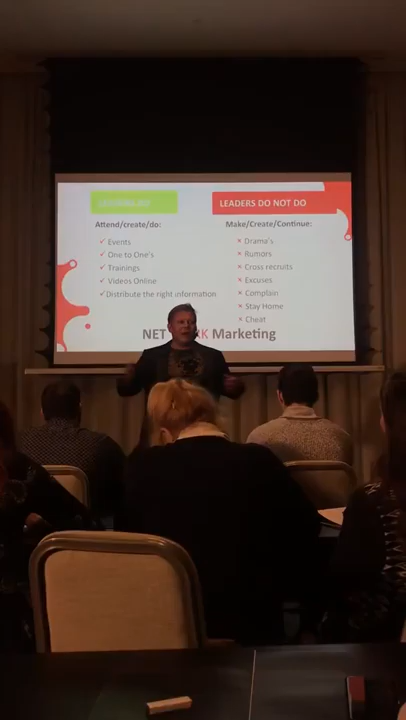 LEADERS DO NOT DO
Attend/create/do:
✓ Events
✓ One to One's
✓ Trainings
✓ Videos Online
✓Distribute the right information
Make/Create/Continue:
× Drama's
× Rumors
× Cross recruits
× Excuses
× Complain
× Stay Home
× Cheat
NET K Marketing